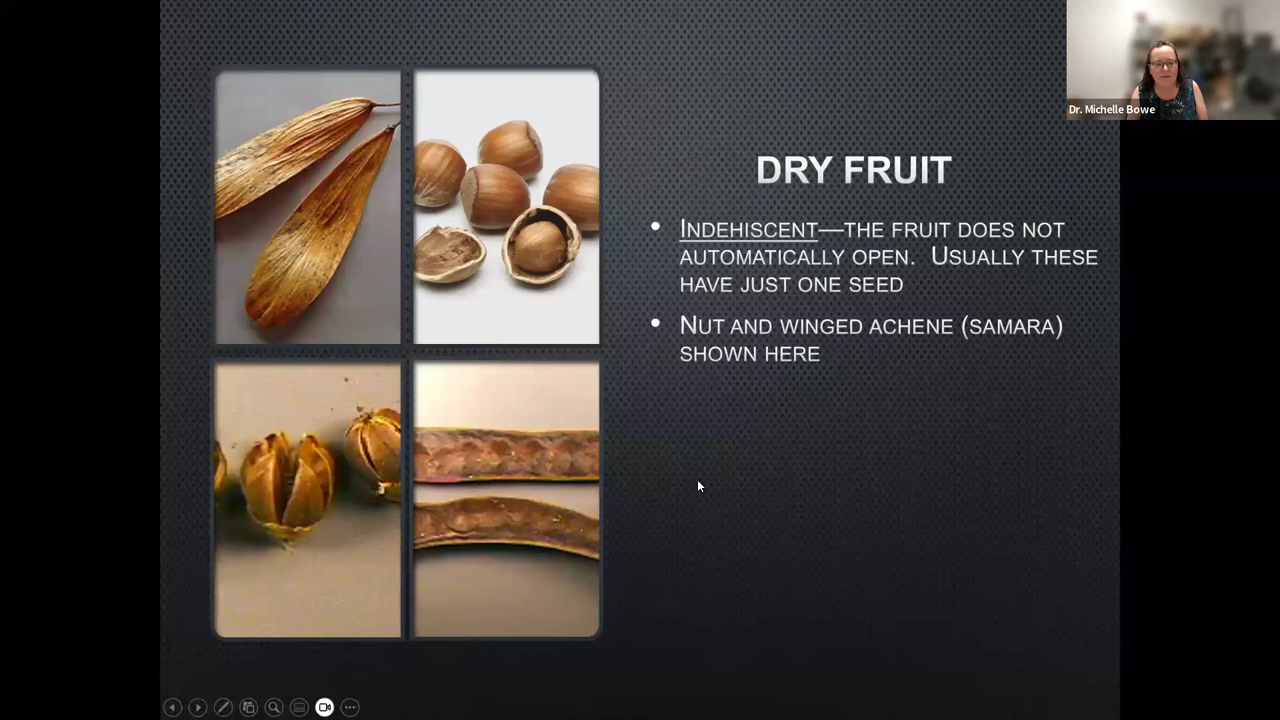 Dr. Michelle Bowe
DRY FRUIT
• INDEHISCENT—THE FRUIT DOES NOT
AUTOMATICALLY OPEN. USUALLY THESE
HAVE JUST ONE SEED
• NUT AND WINGED ACHENE (SAMARA)
SHOWN HERE